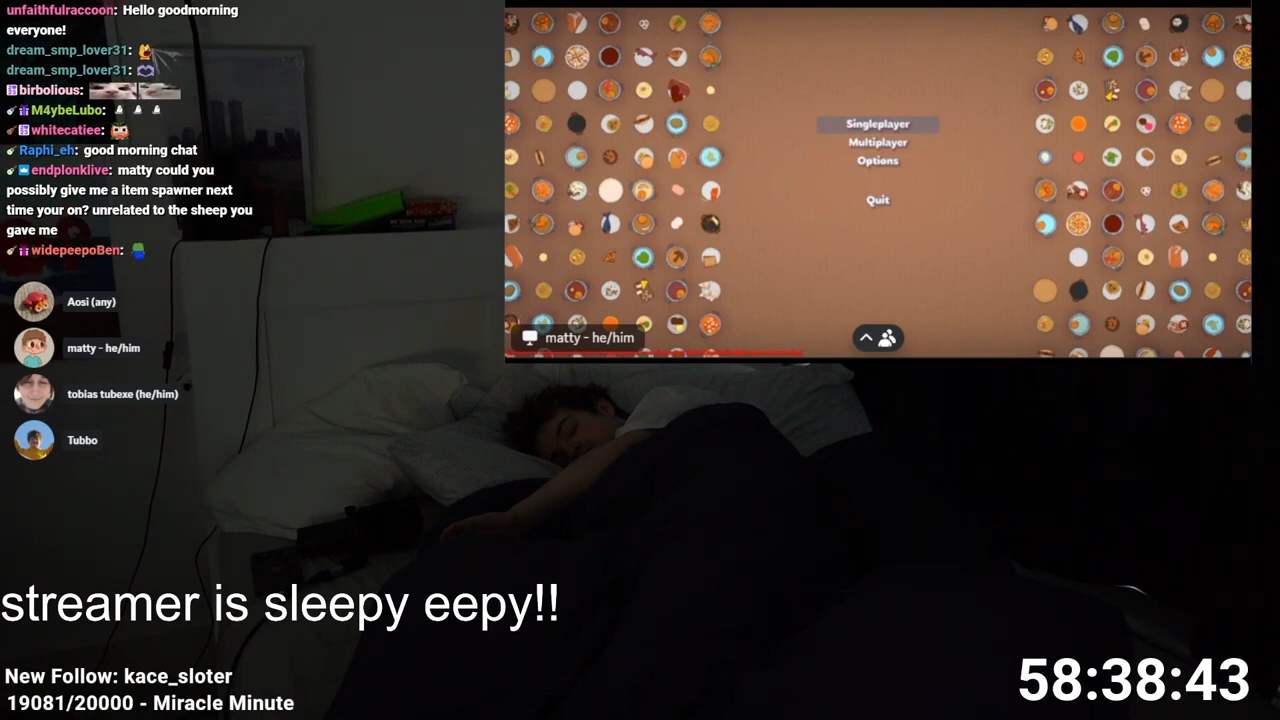 unfaithfulraccoon: Hello goodmorning
everyone!
dream_smp_lover31:
dream_smp_lover31:
birbolious:
M4ybeLubo:
whitecatiee:
Raphi_eh: good morning chat
endplonklive: matty could you
possibly give me a item spawner next
time your on? unrelated to the sheep you
gave me
widepeepoBen:
Aosi (any)
matty - he/him
tobias tubexe (he/him)
Tubbo
Singleplayer
Multiplayer
Options
Quit
matty - he/him
streamer is sleepy eepy!!
New Follow: kace_sloter
19081/20000 - Miracle Minute
58:38:43